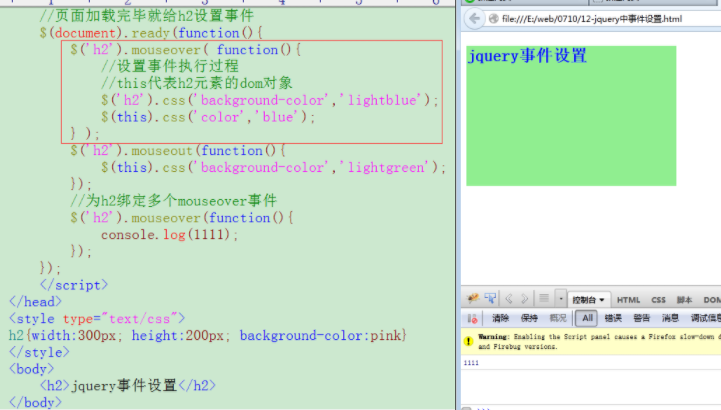 //页面加载完毕就给h2设置事件
$(document).ready(function(){
$('h2').mouseover( function(){
//设置事件执行过程
//this代表h2元素的dom对象
$('h2').css('background-color','lightblue');
$(this).css('color','blue');
} );
$('h2').mouseout(function(){
$(this).css('background-color','lightgreen');
});
//为h2绑定多个mouseover事件
$('h2').mouseover(function(){
console.log(1111);
});
});
</script>
</head>
<style type="text/css">
h2{width:300px; height:200px; background-color:pink}
</style>
<body>
<h2>jquery事件设置</h2>
</body>
file:///E:/web/0710/12-jquery中事件设置.html
jquery事件设置
控制台 HTML CSS 脚本 DOM
清除 保持 概况 All 错误 警告 消息 调试信息
Warning: Enabling the Script panel causes a Firefox slow-down d
and Firebug versions.
1111